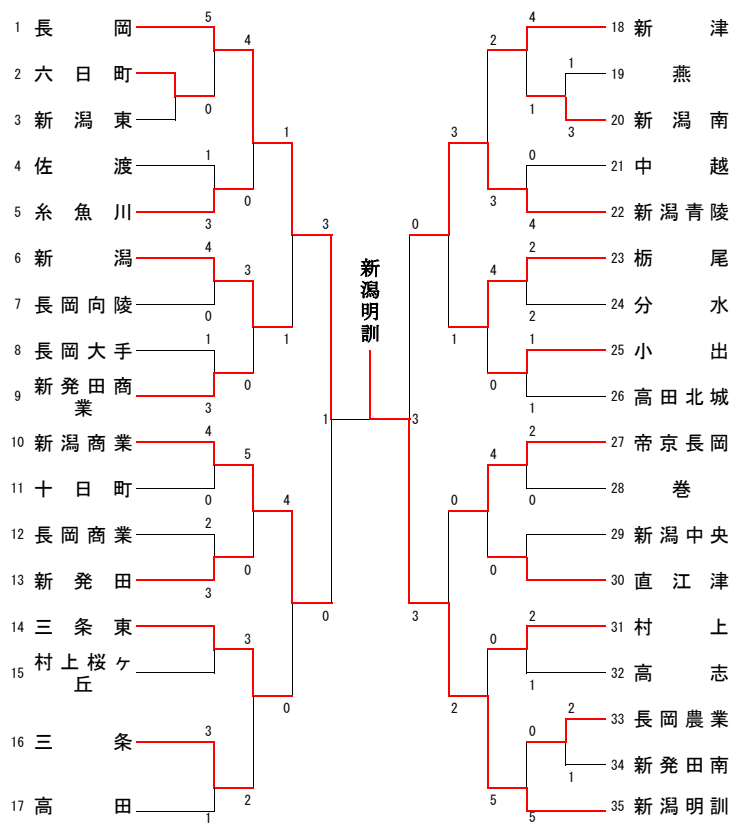 1 長岡 5
4
2 六日町
0
3 新潟東
1
4 佐渡 1
0
5 糸魚川 3
3
6 新潟 4
3
7 長岡向陵 0
1
8 長岡大手 1
0
9 新発田商業 3
1
10 新潟商業 4
5
11 十日町 0
4
12 長岡商業 2
0
13 新発田 3
0
14 三条東
3
15 村上桜ヶ丘
0
16 三条 3
2
17 高田 1
新潟明訓
4 18 新津
2
1 19 燕
1
3 20 新潟南
3
0 21 中越
3
4 22 新潟青陵
0
2 23 栃尾
4
2 24 分水
1
1 25 小出
0
1 26 高田北城
3
2 27 帝京長岡
4
0 28 巻
0
29 新潟中央
0
30 直江津
3
2 31 村上
0
1 32 高志
2
2 33 長岡農業
0
1 34 新発田南
5
5 35 新潟明訓